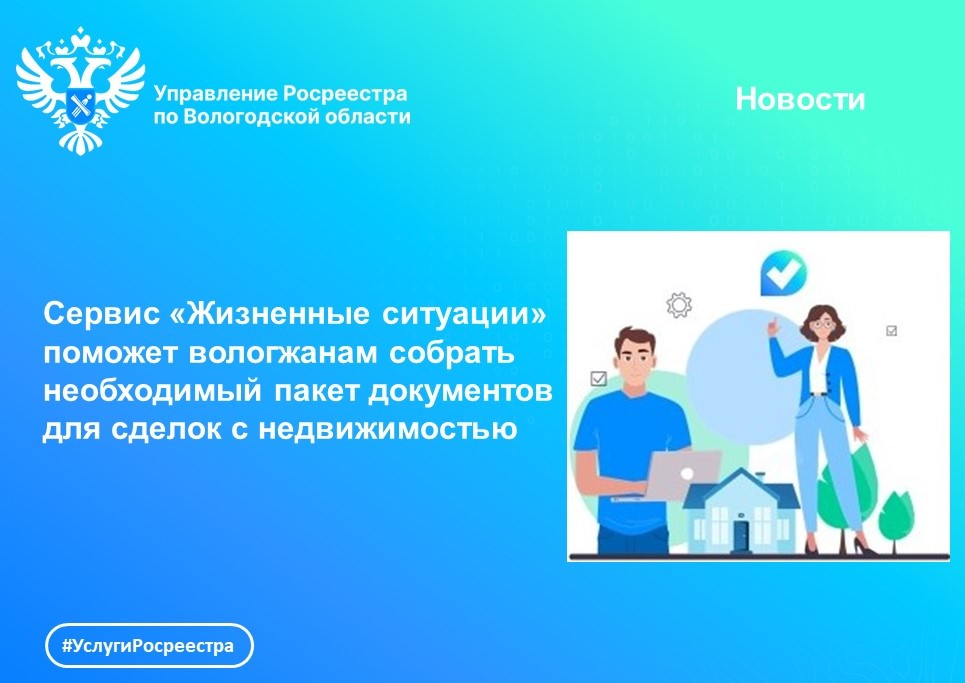 Управление Росреестра
по Вологодской области
Новости
Сервис «Жизненные ситуации»
поможет вологжанам собрать
необходимый пакет документов
для сделок с недвижимостью
#УслугиРосреестра